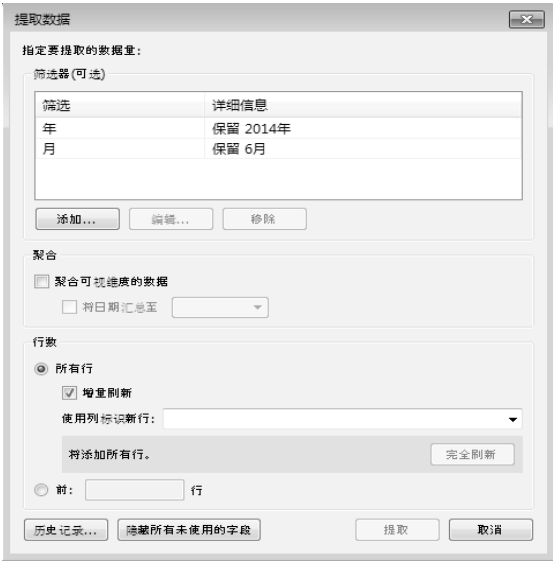 提取数据
指定要提取的数据量:
筛选器(可选)
筛选 详细信息
年 保留 2014年
月 保留 6月
添加... 编辑... 移除
聚合
聚合可视维度的数据
将日期汇总至
行数
所有行
增量刷新
使用列标识新行:
将添加所有行。 完全刷新
前: 行
历史记录... 隐藏所有未使用的字段 提取 取消